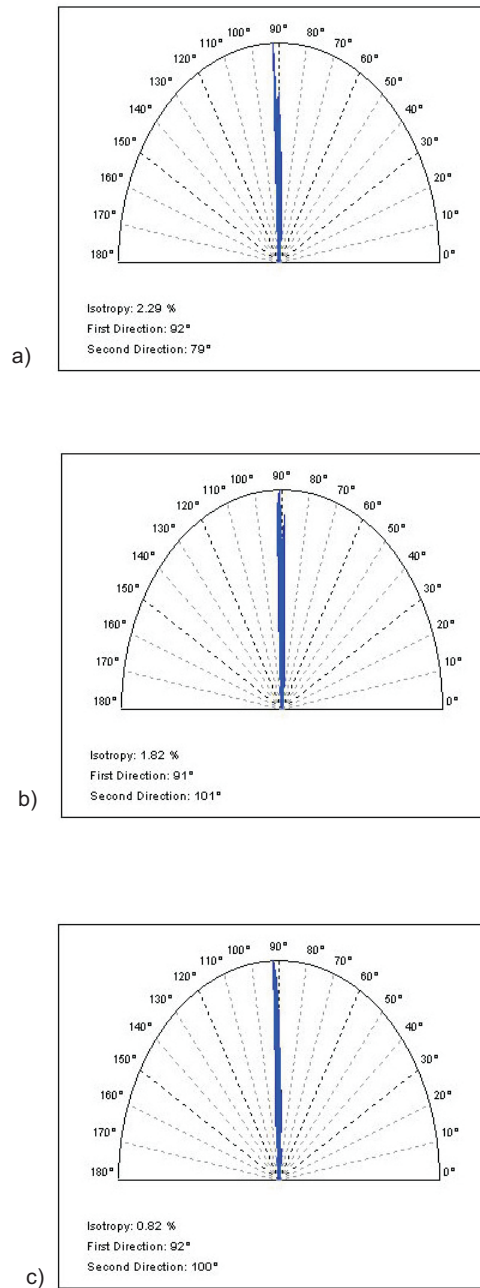 90°
100° 80°
110° 70°
120° 60°
130° 50°
140° 40°
150° 30°
160° 20°
170° 10°
180° 0°
Isotropy: 2.29 %
First Direction: 92°
Second Direction: 79°
a)
90°
100° 80°
110° 70°
120° 60°
130° 50°
140° 40°
150° 30°
160° 20°
170° 10°
180° 0°
Isotropy: 1.82 %
First Direction: 91°
Second Direction: 101°
b)
90°
100° 80°
110° 70°
120° 60°
130° 50°
140° 40°
150° 30°
160° 20°
170° 10°
180° 0°
Isotropy: 0.82 %
First Direction: 92°
Second Direction: 100°
c)